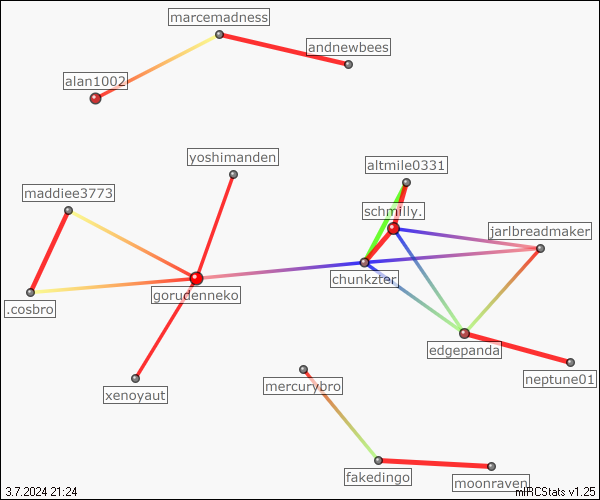 marcemadness
andnewbees
alan1002
yoshimanden
altmile0331
maddiee3773
schmilly.
jarlbreadmaker
chunkzter
gorudenneko
.cosbro
edgepanda
neptune01
mercurybro
xenoyaut
fakedingo
moonraven
3.7.2024 21:24
mIRCStats v1.25